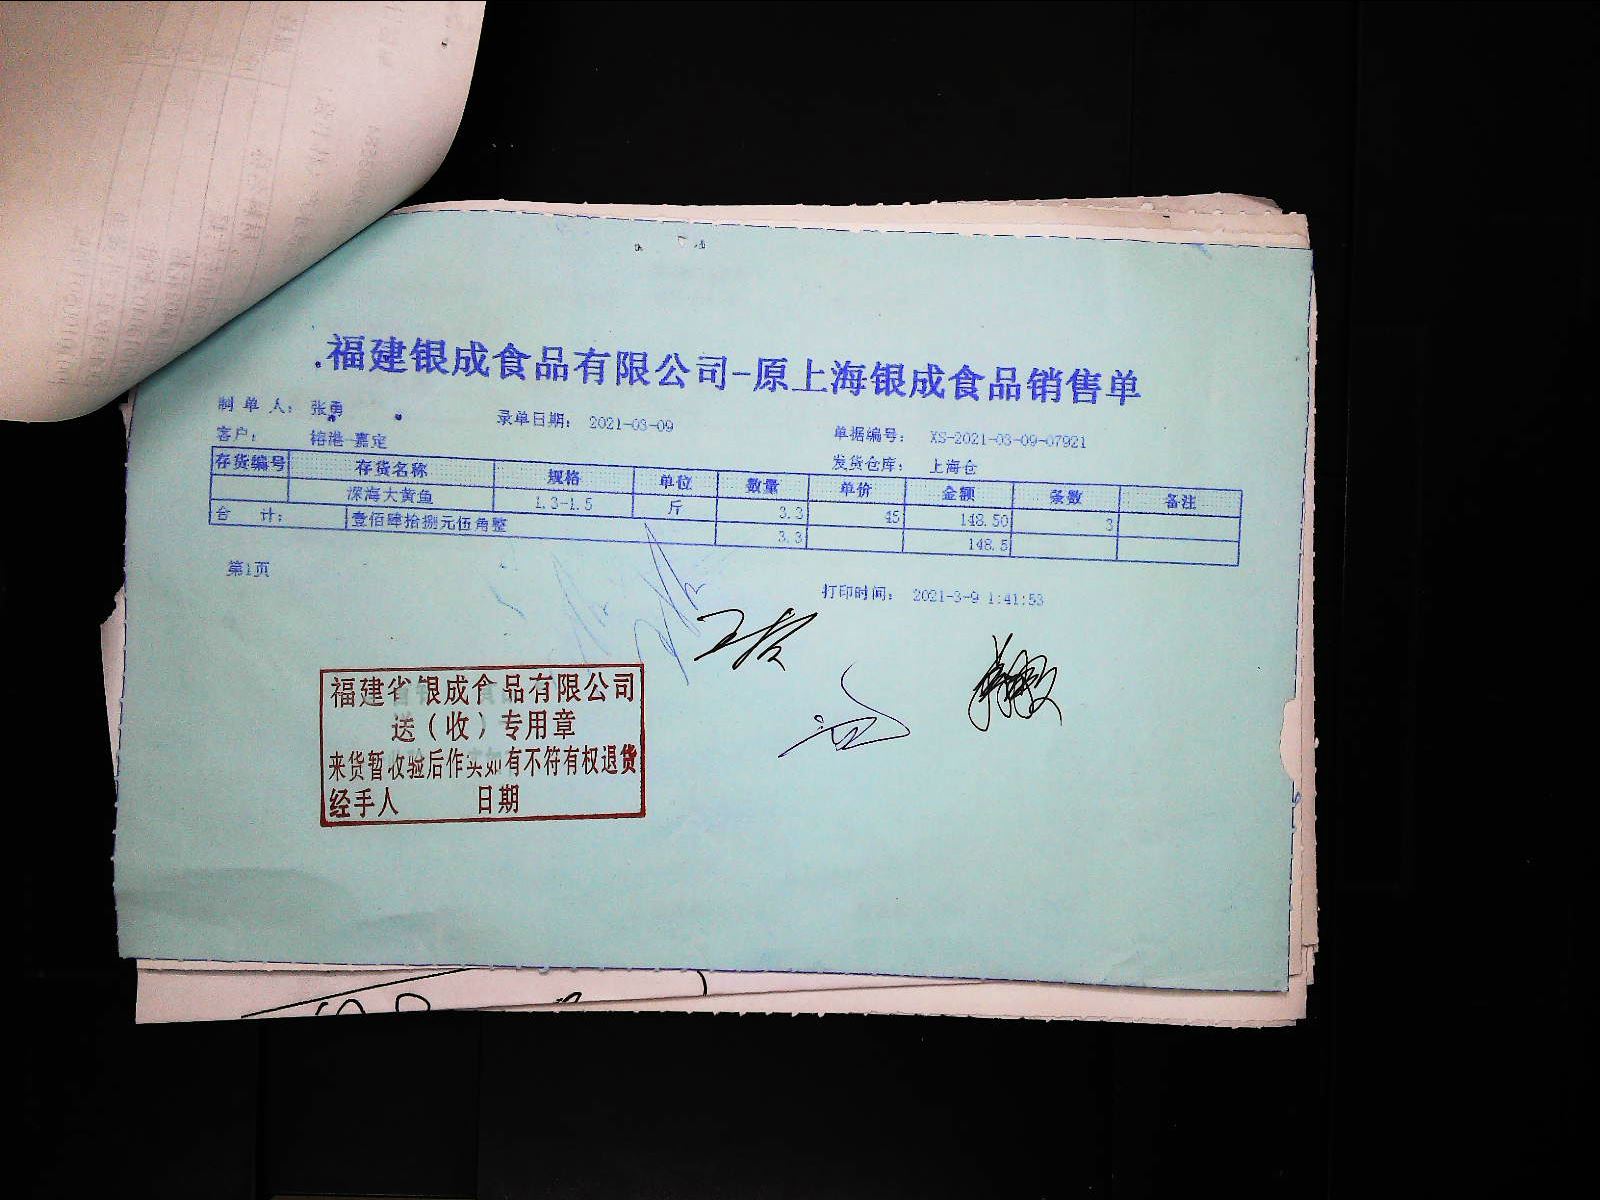 福建银成食品有限公司-原上海银成食品销售单
制单人: 张勇 录单日期: 2021-03-09 单据编号: XS-2021-03-09-07921
客户: 榕港-嘉定 发货仓库: 上海仓
存货编号 存货名称 规格 单位 数量 单价 金额 条数 备注
深海大黄鱼 1.3-1.5 斤 3.3 45 148.50 3
合计: 壹佰肆拾捌元伍角整 3.3 148.5
第1页 打印时间: 2021-3-9 1:41:53
福建省银成食品有限公司
送(收)专用章
来货暂收验后作实如有不符有权退货
经手人 日期